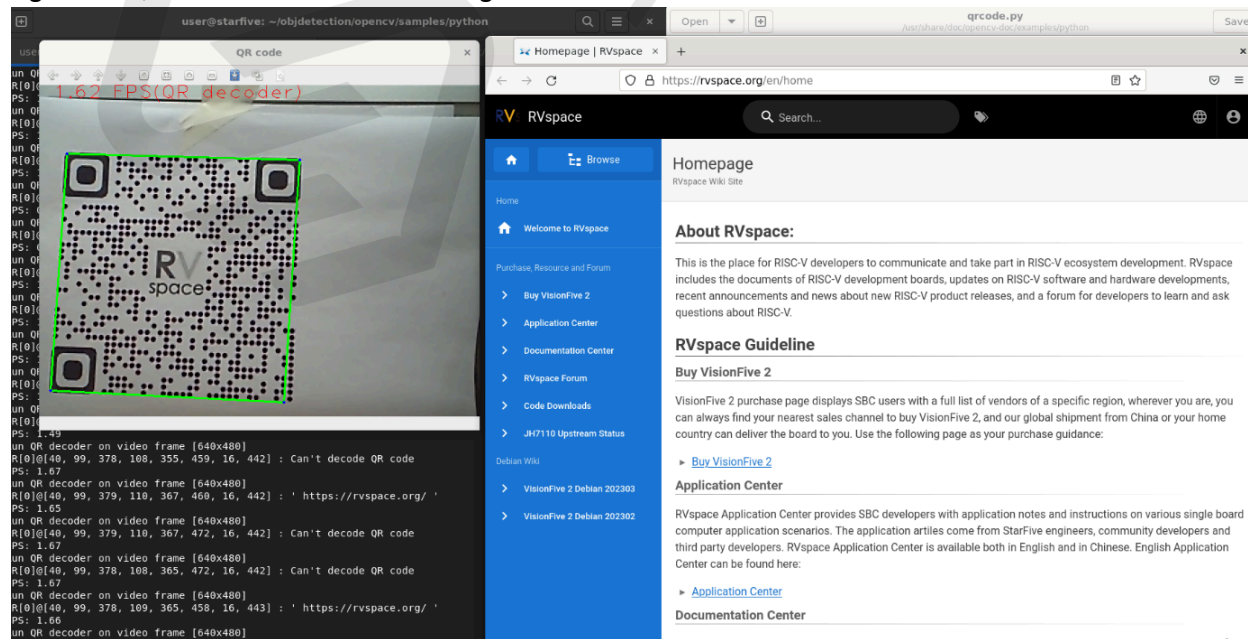 user@starfive: ~/objdetection/opencv/samples/python
Open
qrcode.py
/usr/share/doc/opencv-doc/examples/python
Save
use
QR code
1.62 FPS(QR decoder)
RV
space
PS: 1.49
un QR decoder on video frame [640x480]
R[0]@[40, 99, 378, 108, 355, 459, 16, 442] : Can't decode QR code
PS: 1.67
un QR decoder on video frame [640x480]
R[0]@[40, 99, 379, 110, 367, 460, 16, 442] : ' https://rvspace.org/ '
PS: 1.65
un QR decoder on video frame [640x480]
R[0]@[40, 99, 379, 110, 367, 472, 16, 442] : Can't decode QR code
PS: 1.67
un QR decoder on video frame [640x480]
R[0]@[40, 99, 378, 108, 365, 472, 16, 442] : Can't decode QR code
PS: 1.67
un QR decoder on video frame [640x480]
R[0]@[40, 99, 378, 109, 365, 458, 16, 443] : ' https://rvspace.org/ '
PS: 1.66
un QR decoder on video frame [640x480]
Homepage | RVspace
https://rvspace.org/en/home
RV RVspace
Search...
Browse
Home
Welcome to RVspace
Purchase, Resource and Forum
Buy VisionFive 2
Application Center
Documentation Center
RVspace Forum
Code Downloads
JH7110 Upstream Status
Debian Wiki
VisionFive 2 Debian 202303
VisionFive 2 Debian 202302
Homepage
RVspace Wiki Site
About RVspace:
This is the place for RISC-V developers to communicate and take part in RISC-V ecosystem development. RVspace
includes the documents of RISC-V development boards, updates on RISC-V software and hardware developments,
recent announcements and news about new RISC-V product releases, and a forum for developers to learn and ask
questions about RISC-V.
RVspace Guideline
Buy VisionFive 2
VisionFive 2 purchase page displays SBC users with a full list of vendors of a specific region, wherever you are, you
can always find your nearest sales channel to buy VisionFive 2, and our global shipment from China or your home
country can deliver the board to you. Use the following page as your purchase guidance:
Buy VisionFive 2
Application Center
RVspace Application Center provides SBC developers with application notes and instructions on various single board
computer application scenarios. The application artiles come from StarFive engineers, community developers and
third party developers. RVspace Application Center is available both in English and in Chinese. English Application
Center can be found here:
Application Center
Documentation Center